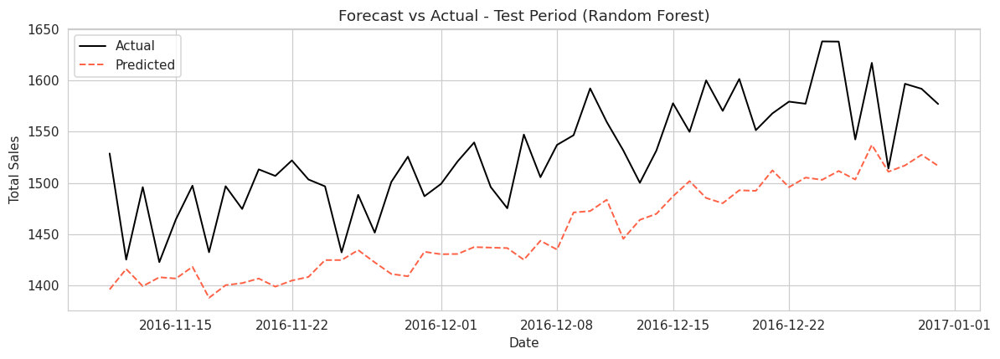 Forecast vs Actual - Test Period (Random Forest)
Actual
Predicted
Total Sales
1650
1600
1550
1500
1450
1400
2016-11-15
2016-11-22
2016-12-01
2016-12-08
2016-12-15
2016-12-22
2017-01-01
Date